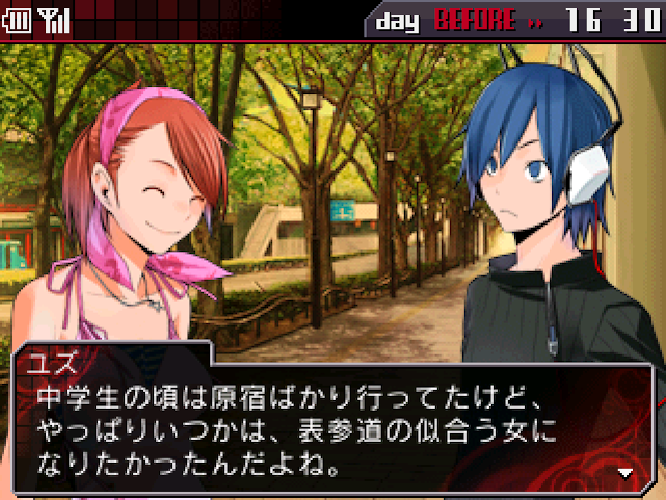 day BEFORE 16 30
ユズ
中学生の頃は原宿ばかり行ってたけど、
やっぱりいつかは、表参道の似合う女に
なりたかったんだよね。